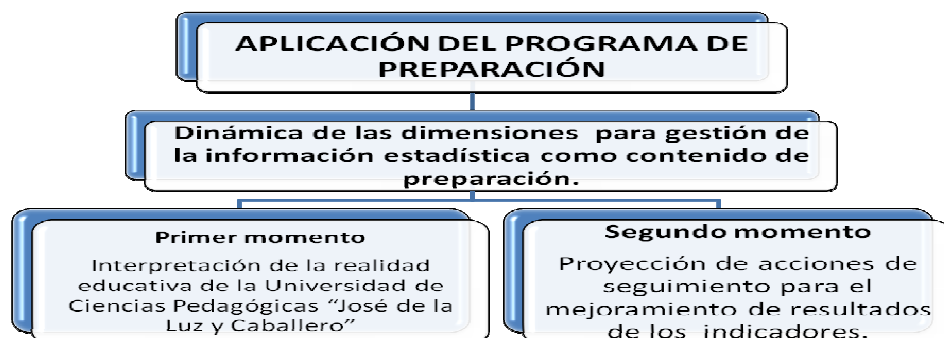 APLICACIÓN DEL PROGRAMA DE
PREPARACIÓN
Dinámica de las dimensiones para gestión de
la información estadística como contenido de
preparación.
Primer momento
Interpretación de la realidad
educativa de la Universidad de
Ciencias Pedagógicas “José de la
Luz y Caballero”
Segundo momento
Proyección de acciones de
seguimiento para el
mejoramiento de resultados
de los indicadores.